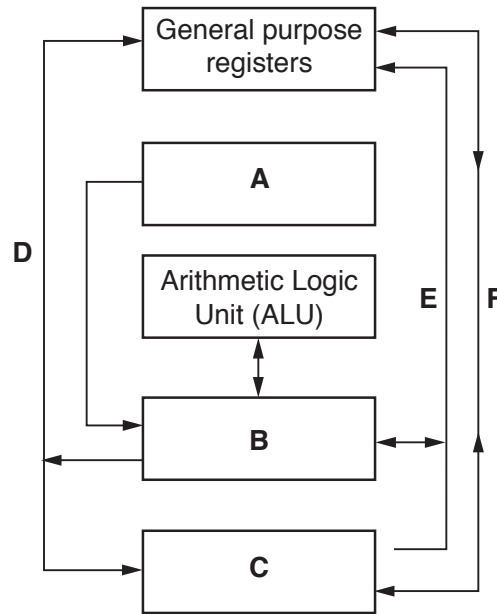 General purpose
registers
A
D
Arithmetic Logic
Unit (ALU)
E
F
B
C